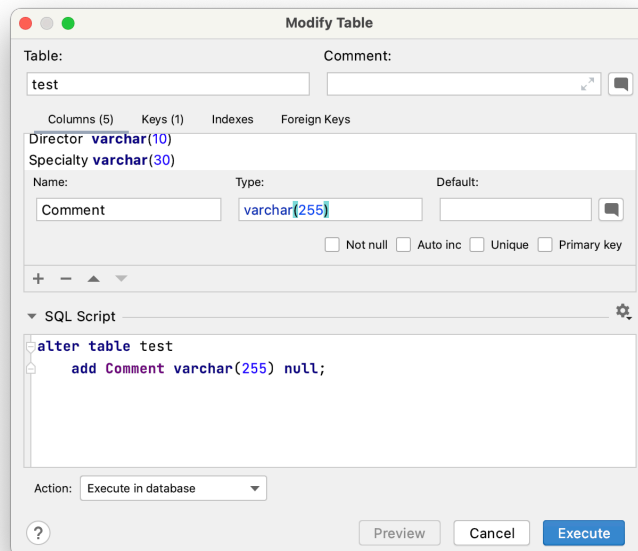 Modify Table
Table: Comment:
test
Columns (5) Keys (1) Indexes Foreign Keys
Director varchar(10)
Specialty varchar(30)
Name: Type: Default:
Comment varchar(255)
Not null Auto inc Unique Primary key
SQL Script
alter table test
add Comment varchar(255) null;
Action: Execute in database
? Preview Cancel Execute